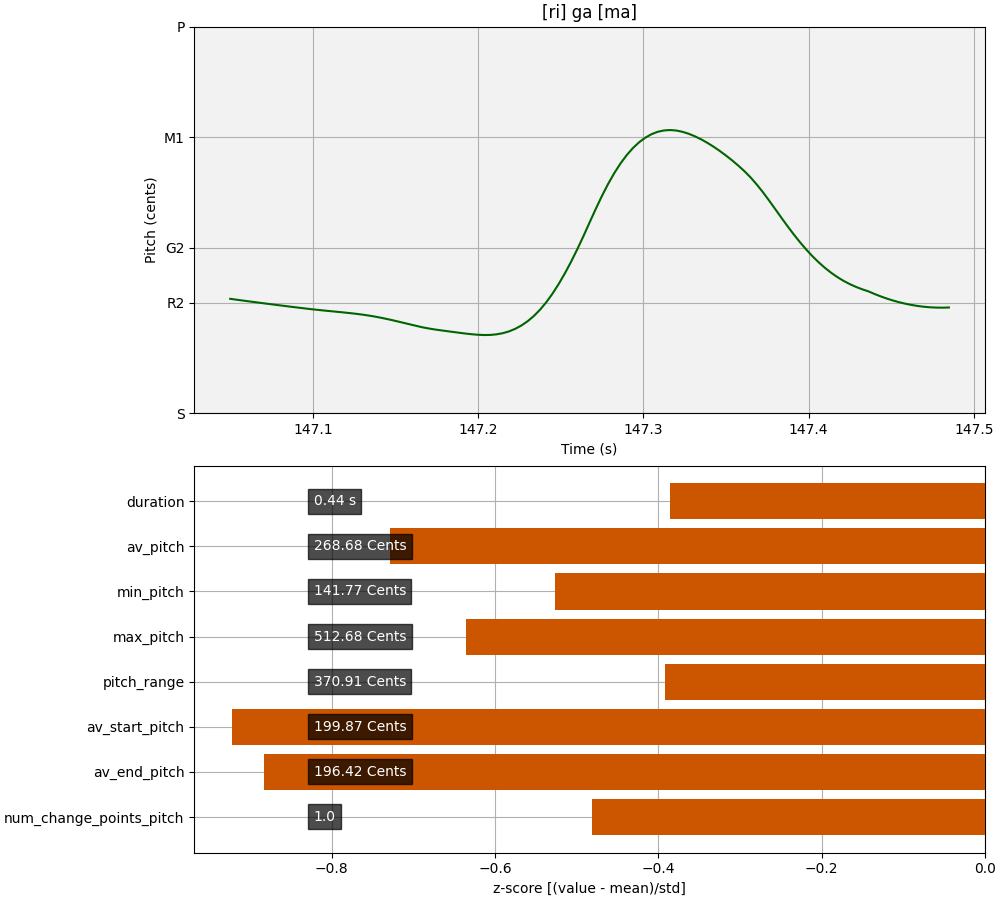 [ri] ga [ma]
P
M1
G2
R2
S
Pitch (cents)
147.1 147.2 147.3 147.4 147.5
Time (s)
duration 0.44 s
av_pitch 268.68 Cents
min_pitch 141.77 Cents
max_pitch 512.68 Cents
pitch_range 370.91 Cents
av_start_pitch 199.87 Cents
av_end_pitch 196.42 Cents
num_change_points_pitch 1.0
−0.8 −0.6 −0.4 −0.2 0.0
z-score [(value - mean)/std]